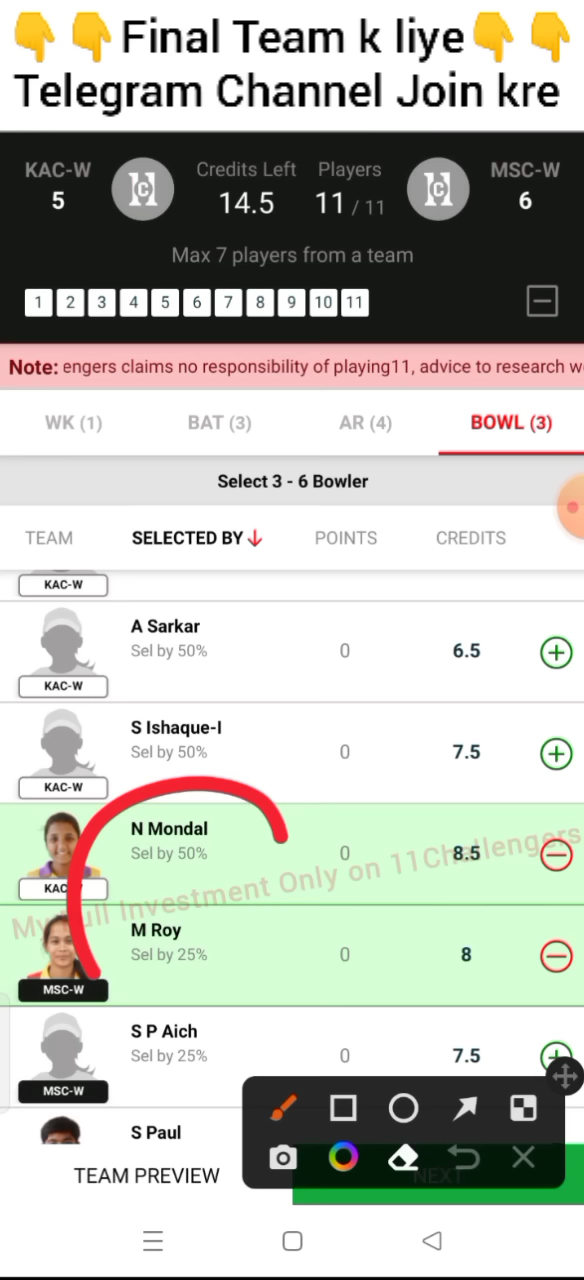 👇👇Final Team k liye👇👇
Telegram Channel Join kre
KAC-W Credits Left Players MSC-W
5 14.5 11 / 11 6
Max 7 players from a team
1 2 3 4 5 6 7 8 9 10 11
Note: engers claims no responsibility of playing11, advice to research w
WK (1) BAT (3) AR (4) BOWL (3)
Select 3 - 6 Bowler
TEAM SELECTED BY POINTS CREDITS
KAC-W
A Sarkar
Sel by 50% 0 6.5
KAC-W
S Ishaque-I
Sel by 50% 0 7.5
KAC-W
N Mondal
Sel by 50% 0 8.5
KAC
My Full Investment Only on 11Challengers
M Roy
Sel by 25% 0 8
MSC-W
S P Aich
Sel by 25% 0 7.5
MSC-W
S Paul
TEAM PREVIEW NEXT